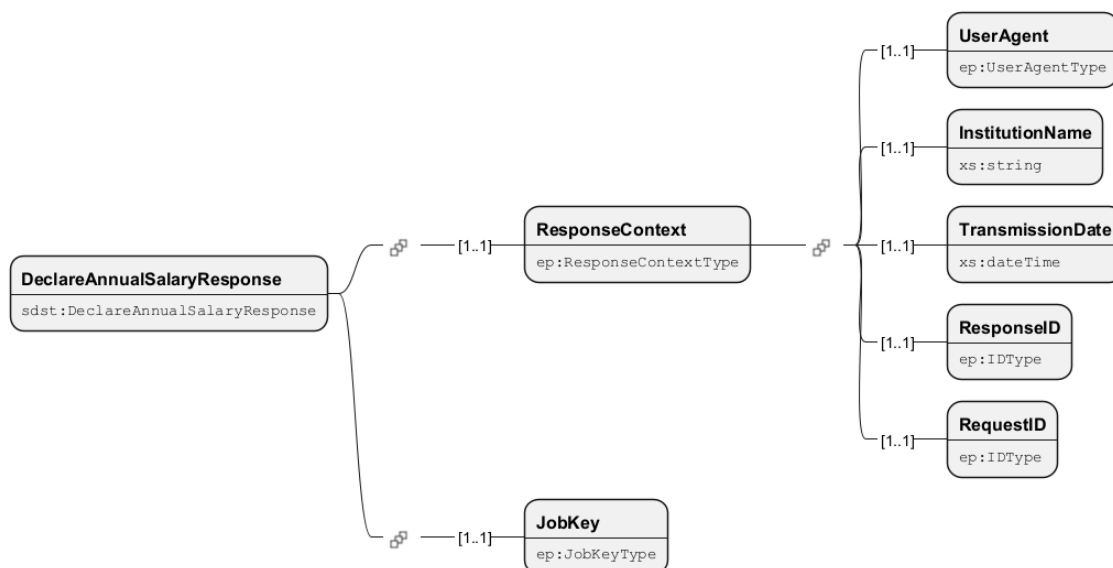 DeclareAnnualSalaryResponse
sdst:DeclareAnnualSalaryResponse
[1..1]
ResponseContext
ep:ResponseContextType
[1..1]
UserAgent
ep:UserAgentType
[1..1]
InstitutionName
xs:string
[1..1]
TransmissionDate
xs:dateTime
[1..1]
ResponseID
ep:IDType
[1..1]
RequestID
ep:IDType
[1..1]
JobKey
ep:JobKeyType